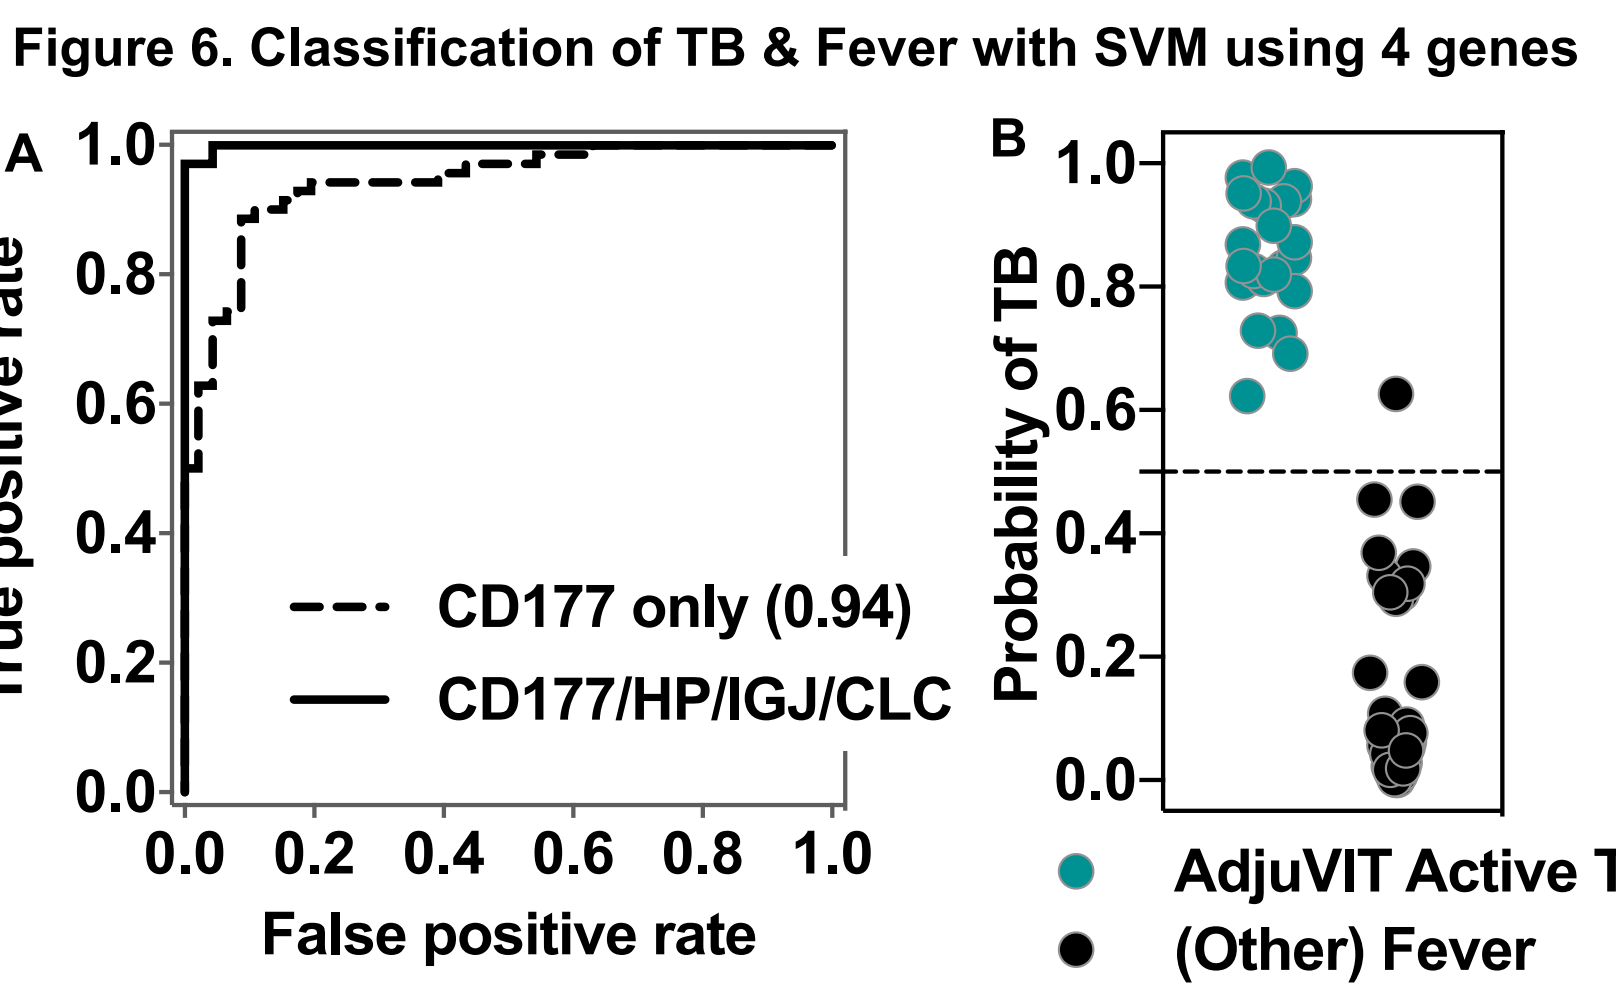 Figure 6. Classification of TB & Fever with SVM using 4 genes
A
1.0
0.8
0.6
0.4
0.2
0.0
True positive rate
CD177 only (0.94)
CD177/HP/IGJ/CLC
0.0 0.2 0.4 0.6 0.8 1.0
False positive rate
B
1.0
0.8
0.6
0.4
0.2
0.0
Probability of TB
AdjuVIT Active T
(Other) Fever